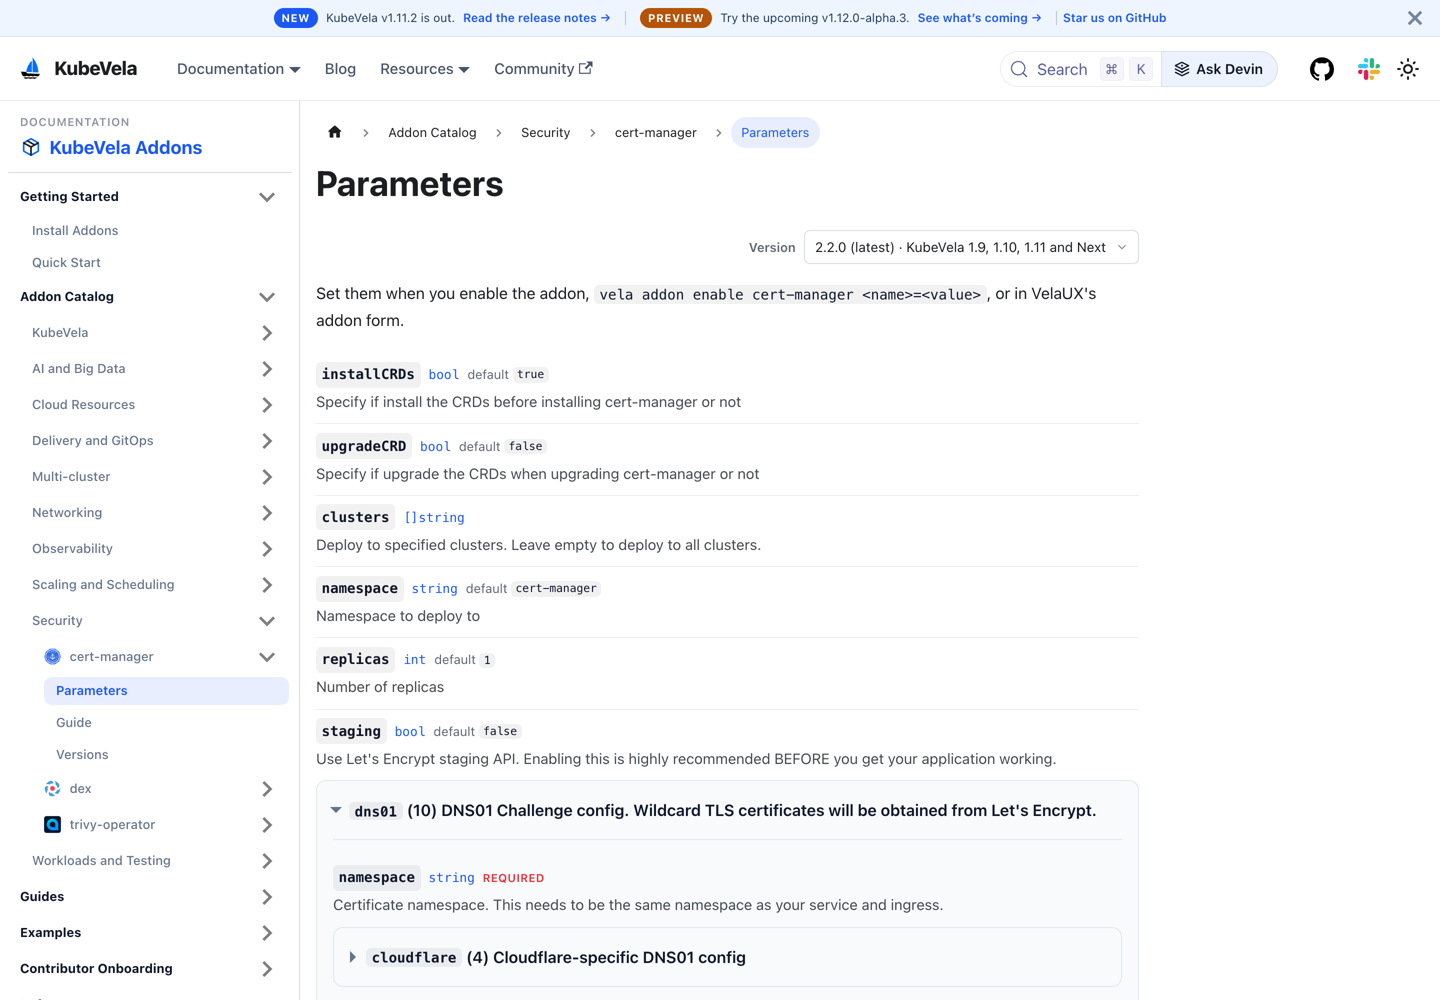 NEW KubeVela v1.11.2 is out. Read the release notes → PREVIEW Try the upcoming v1.12.0-alpha.3. See what's coming → Star us on GitHub
KubeVela Documentation Blog Resources Community Search ⌘ K Ask Devin
DOCUMENTATION
KubeVela Addons
Getting Started
Install Addons
Quick Start
Addon Catalog
KubeVela
AI and Big Data
Cloud Resources
Delivery and GitOps
Multi-cluster
Networking
Observability
Scaling and Scheduling
Security
cert-manager
Parameters
Guide
Versions
dex
trivy-operator
Workloads and Testing
Guides
Examples
Contributor Onboarding
Addon Catalog Security cert-manager Parameters
Parameters
Version 2.2.0 (latest) · KubeVela 1.9, 1.10, 1.11 and Next
Set them when you enable the addon, vela addon enable cert-manager <name>=<value>, or in VelaUX's
addon form.
installCRDs bool default true
Specify if install the CRDs before installing cert-manager or not
upgradeCRD bool default false
Specify if upgrade the CRDs when upgrading cert-manager or not
clusters []string
Deploy to specified clusters. Leave empty to deploy to all clusters.
namespace string default cert-manager
Namespace to deploy to
replicas int default 1
Number of replicas
staging bool default false
Use Let's Encrypt staging API. Enabling this is highly recommended BEFORE you get your application working.
dns01 (10) DNS01 Challenge config. Wildcard TLS certificates will be obtained from Let's Encrypt.
namespace string REQUIRED
Certificate namespace. This needs to be the same namespace as your service and ingress.
cloudflare (4) Cloudflare-specific DNS01 config